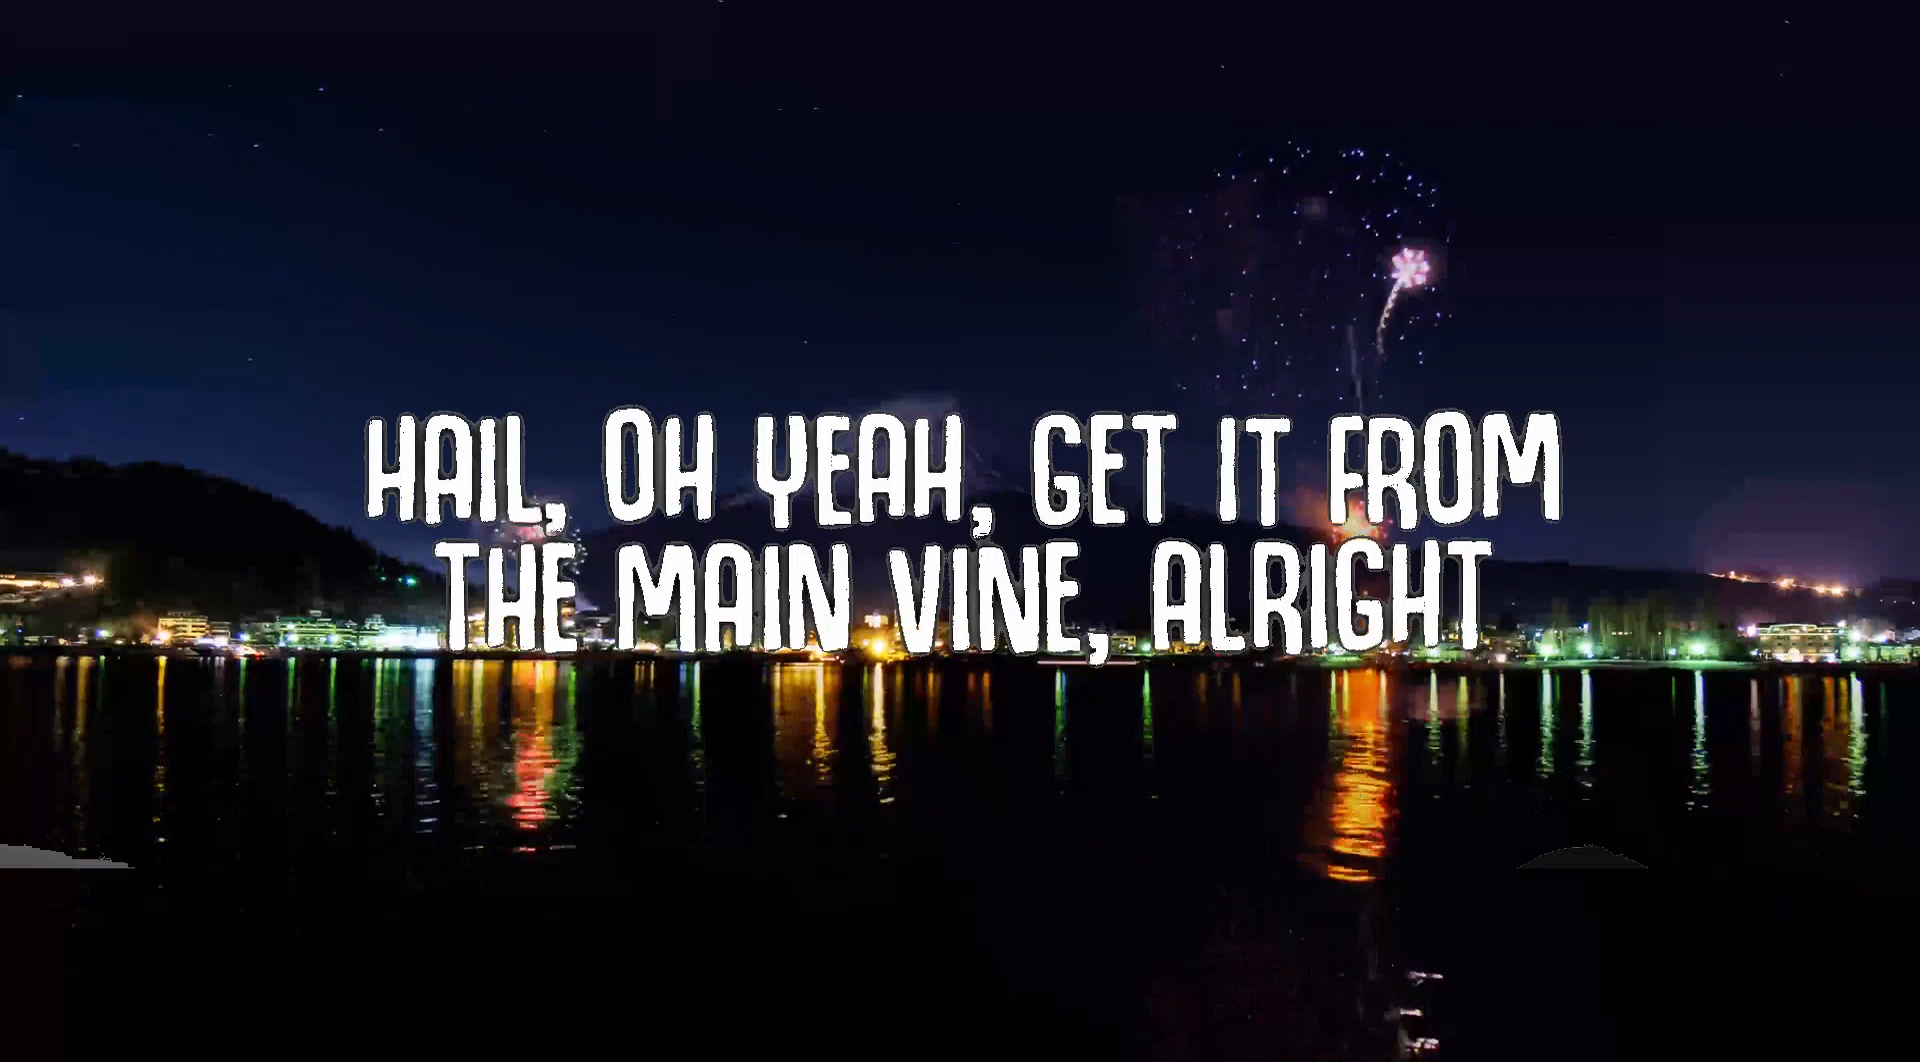 HAIL, OH YEAH, GET IT FROM
THE MAIN VINE, ALRIGHT